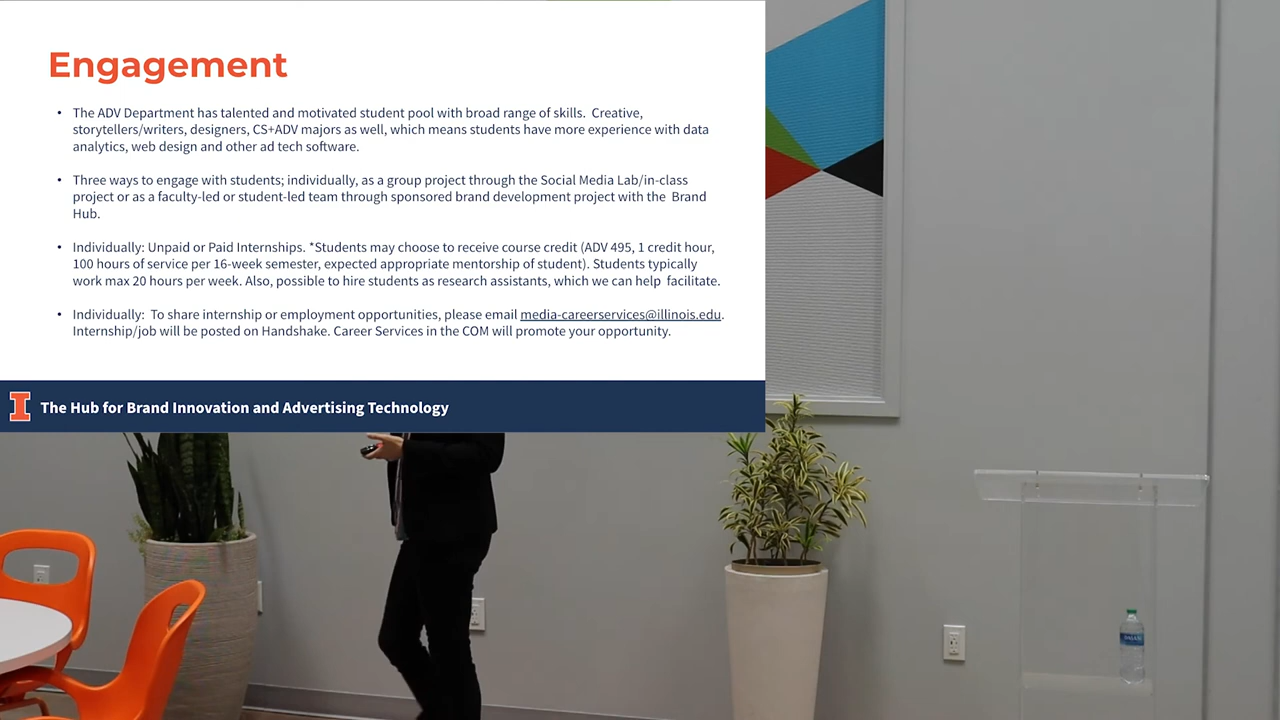 Engagement
• The ADV Department has talented and motivated student pool with broad range of skills.  Creative,
storytellers/writers, designers, CS+ADV majors as well, which means students have more experience with data
analytics, web design and other ad tech software.
• Three ways to engage with students; individually, as a group project through the Social Media Lab/in-class
project or as a faculty-led or student-led team through sponsored brand development project with the  Brand
Hub.
• Individually: Unpaid or Paid Internships. *Students may choose to receive course credit (ADV 495, 1 credit hour,
100 hours of service per 16-week semester, expected appropriate mentorship of student). Students typically
work max 20 hours per week. Also, possible to hire students as research assistants, which we can help  facilitate.
• Individually:  To share internship or employment opportunities, please email media-careerservices@illinois.edu.
Internship/job will be posted on Handshake. Career Services in the COM will promote your opportunity.
I The Hub for Brand Innovation and Advertising Technology